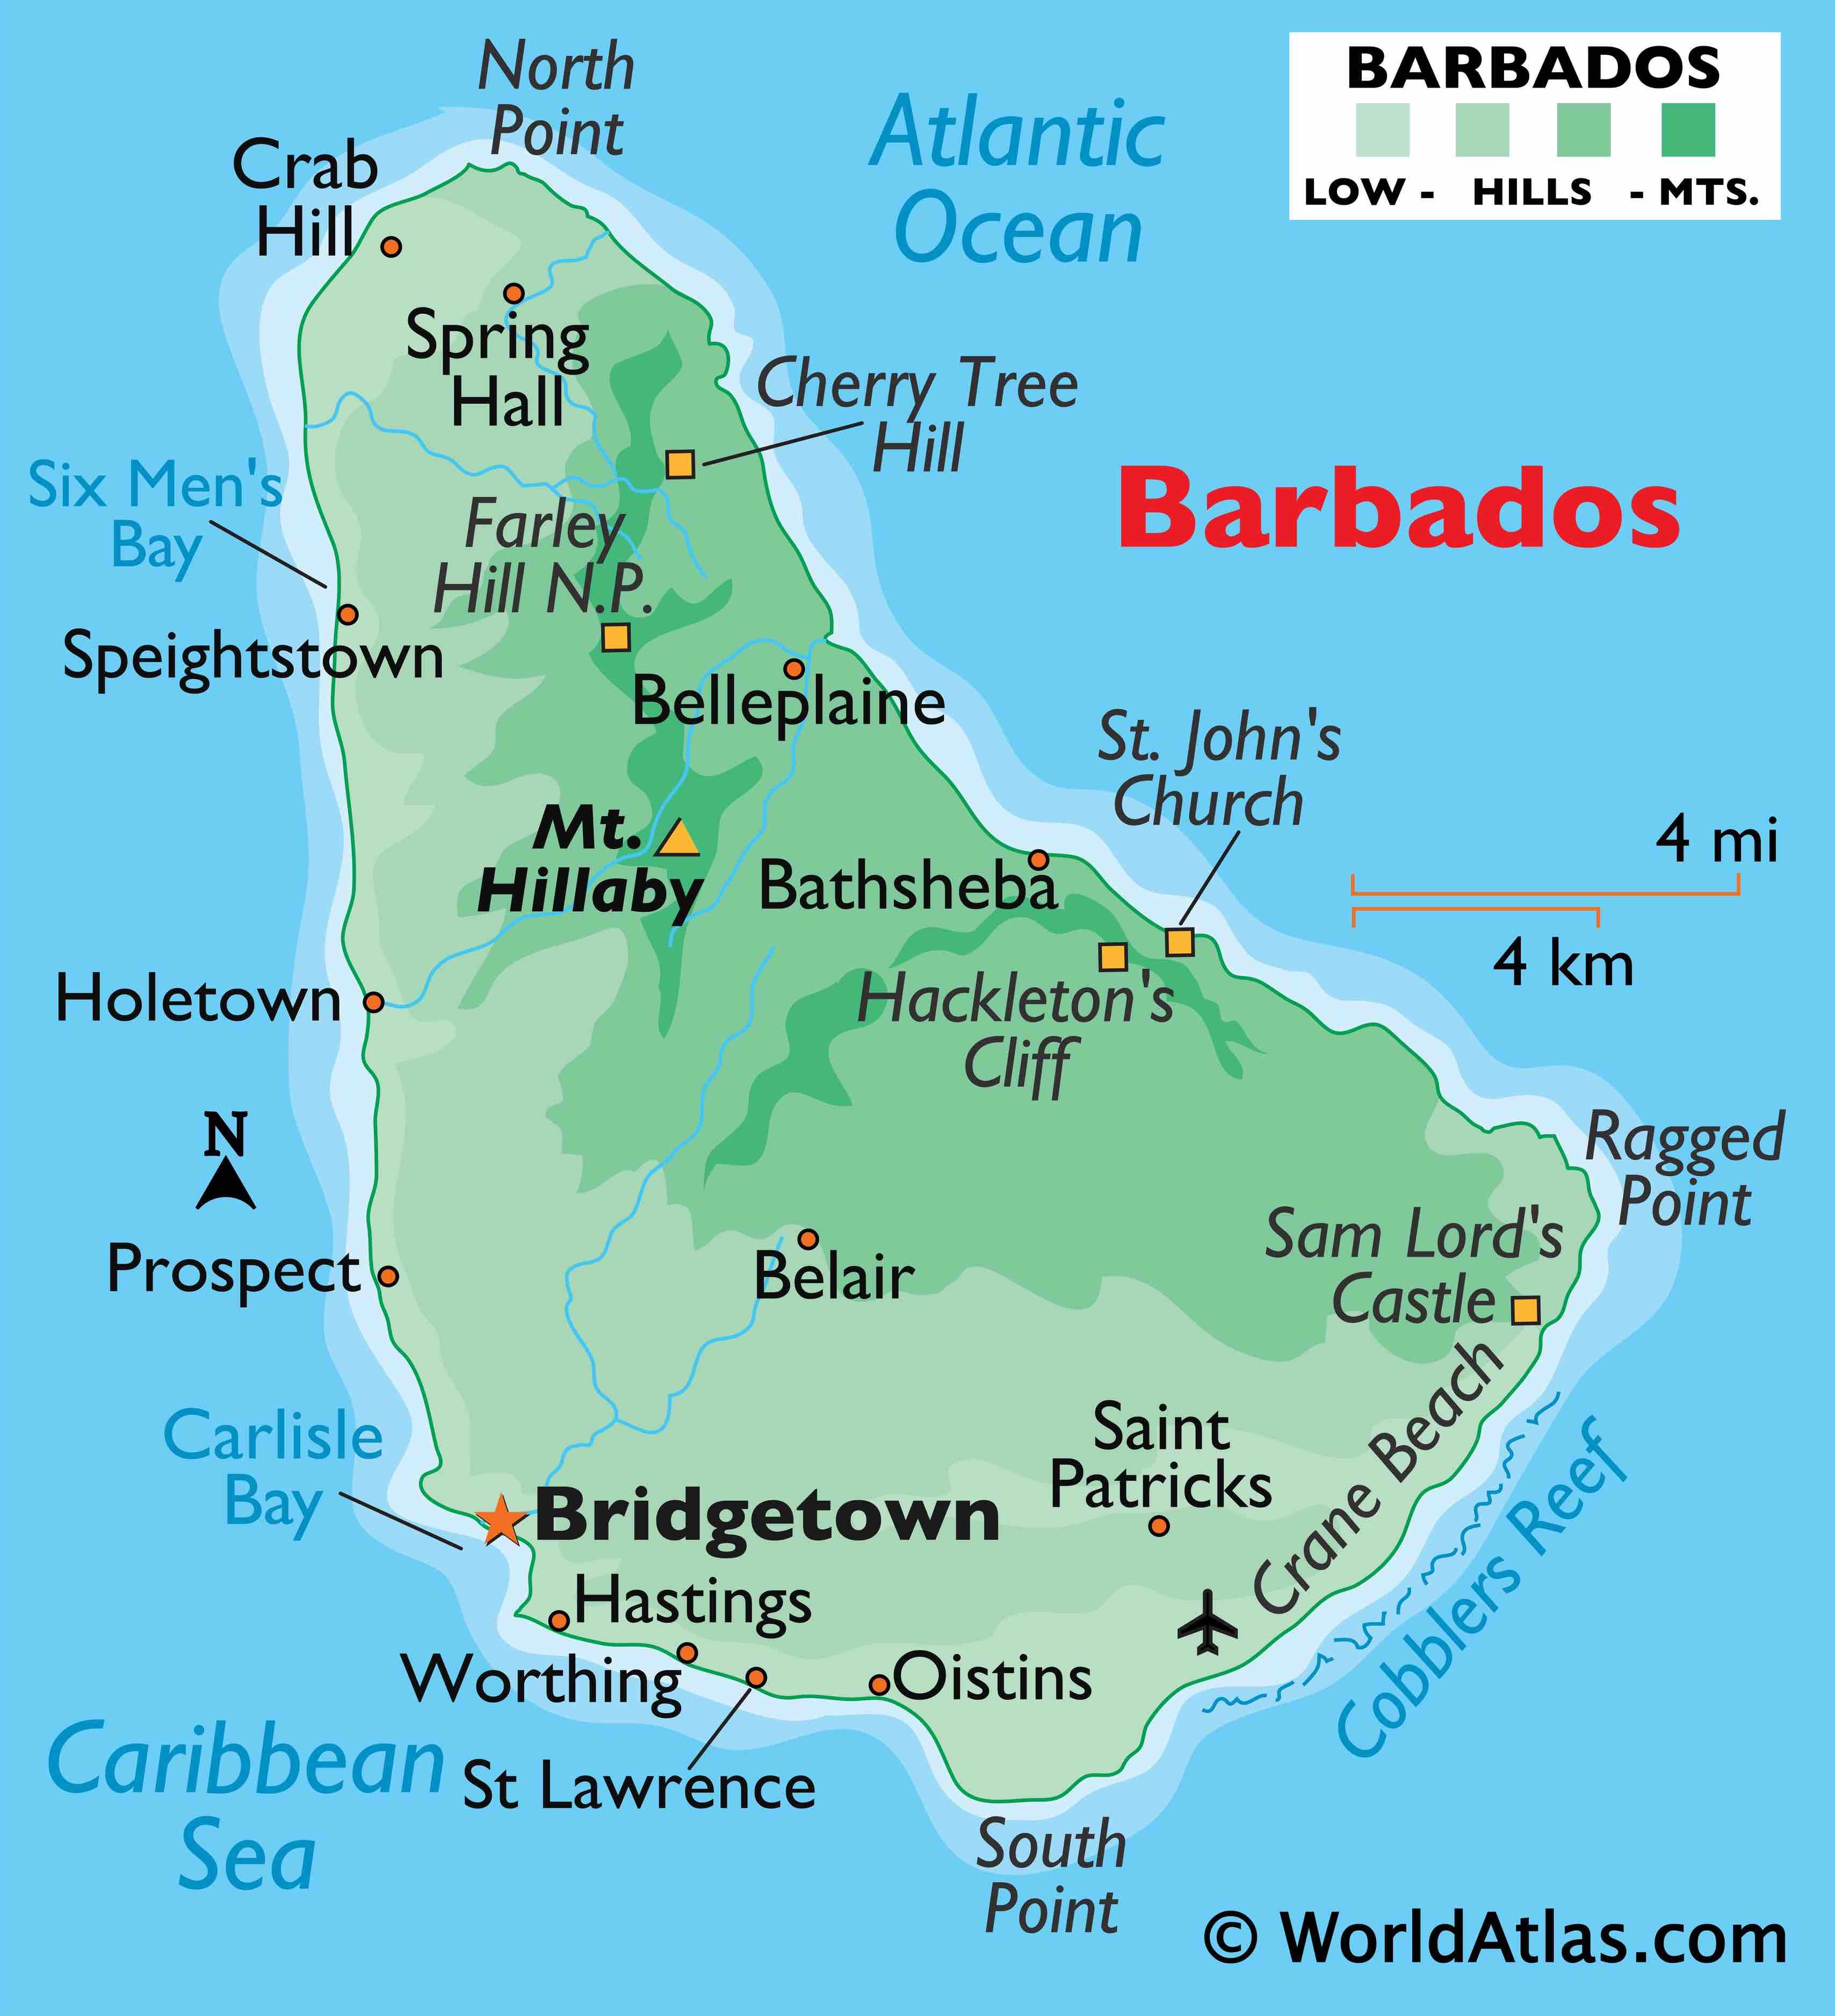 North
Point
Crab
Hill
Atlantic
Ocean
BARBADOS
LOW - HILLS - MTS.
Spring
Hall
Cherry Tree
Hill
Six Men's
Bay
Farley
Hill N.P.
Barbados
Speightstown
Belleplaine
St. John's
Church
Mt.
Hillaby
Bathsheba
4 mi
4 km
Holetown
Hackleton's
Cliff
N
Ragged
Point
Prospect
Belair
Sam Lord's
Castle
Carlisle
Bay
Saint
Patricks
Crane Beach
Cobblers Reef
Bridgetown
Hastings
Worthing
Oistins
Caribbean
Sea
St Lawrence
South
Point
© WorldAtlas.com